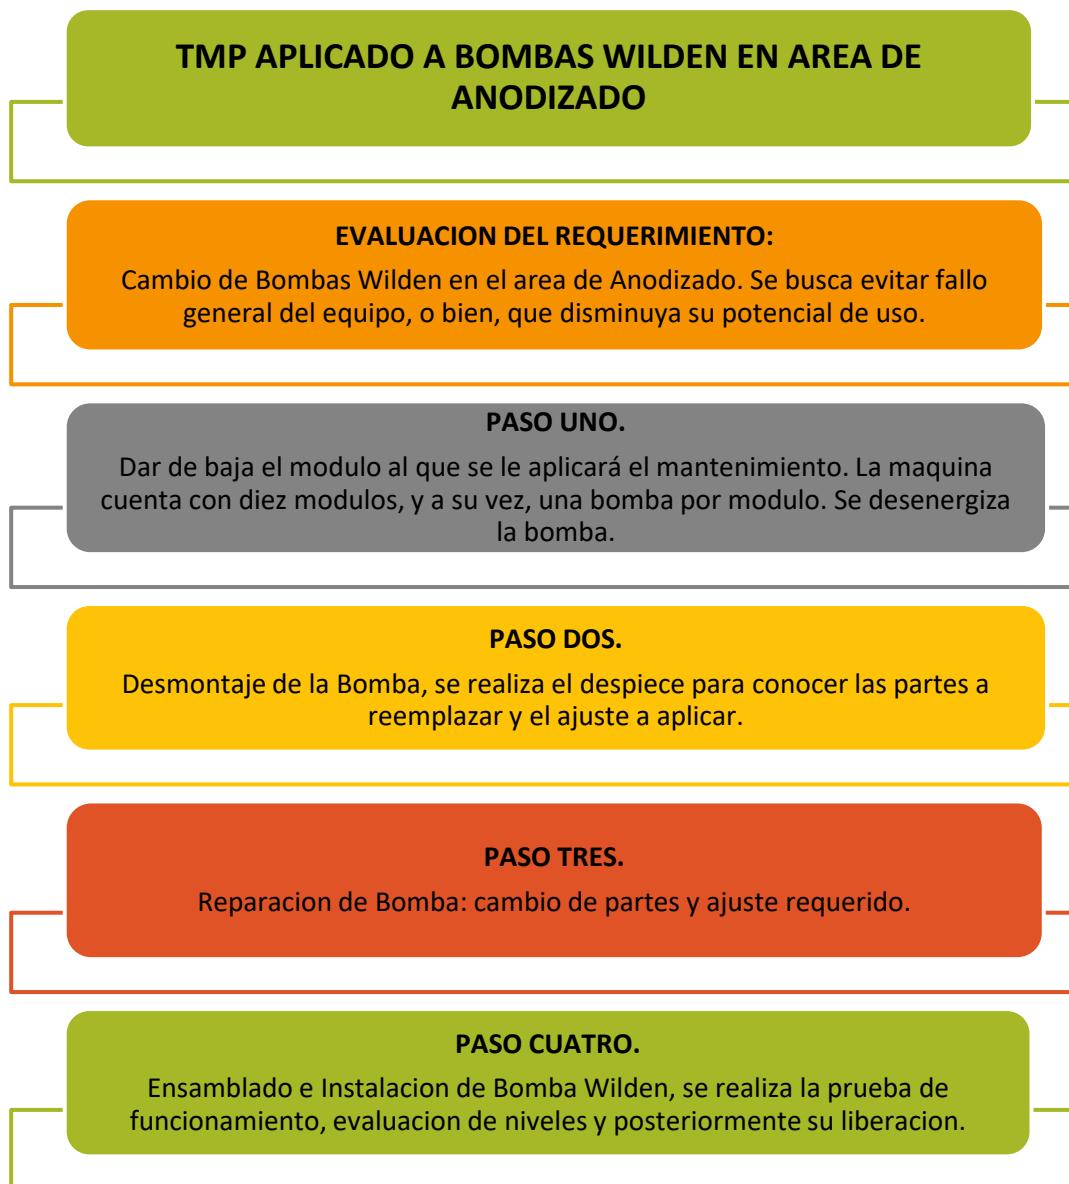 TMP APLICADO A BOMBAS WILDEN EN AREA DE
ANODIZADO
EVALUACION DEL REQUERIMIENTO:
Cambio de Bombas Wilden en el area de Anodizado. Se busca evitar fallo
general del equipo, o bien, que disminuya su potencial de uso.
PASO UNO.
Dar de baja el modulo al que se le aplicará el mantenimiento. La maquina
cuenta con diez modulos, y a su vez, una bomba por modulo. Se desenergiza
la bomba.
PASO DOS.
Desmontaje de la Bomba, se realiza el despiece para conocer las partes a
reemplazar y el ajuste a aplicar.
PASO TRES.
Reparacion de Bomba: cambio de partes y ajuste requerido.
PASO CUATRO.
Ensamblado e Instalacion de Bomba Wilden, se realiza la prueba de
funcionamiento, evaluacion de niveles y posteriormente su liberacion.